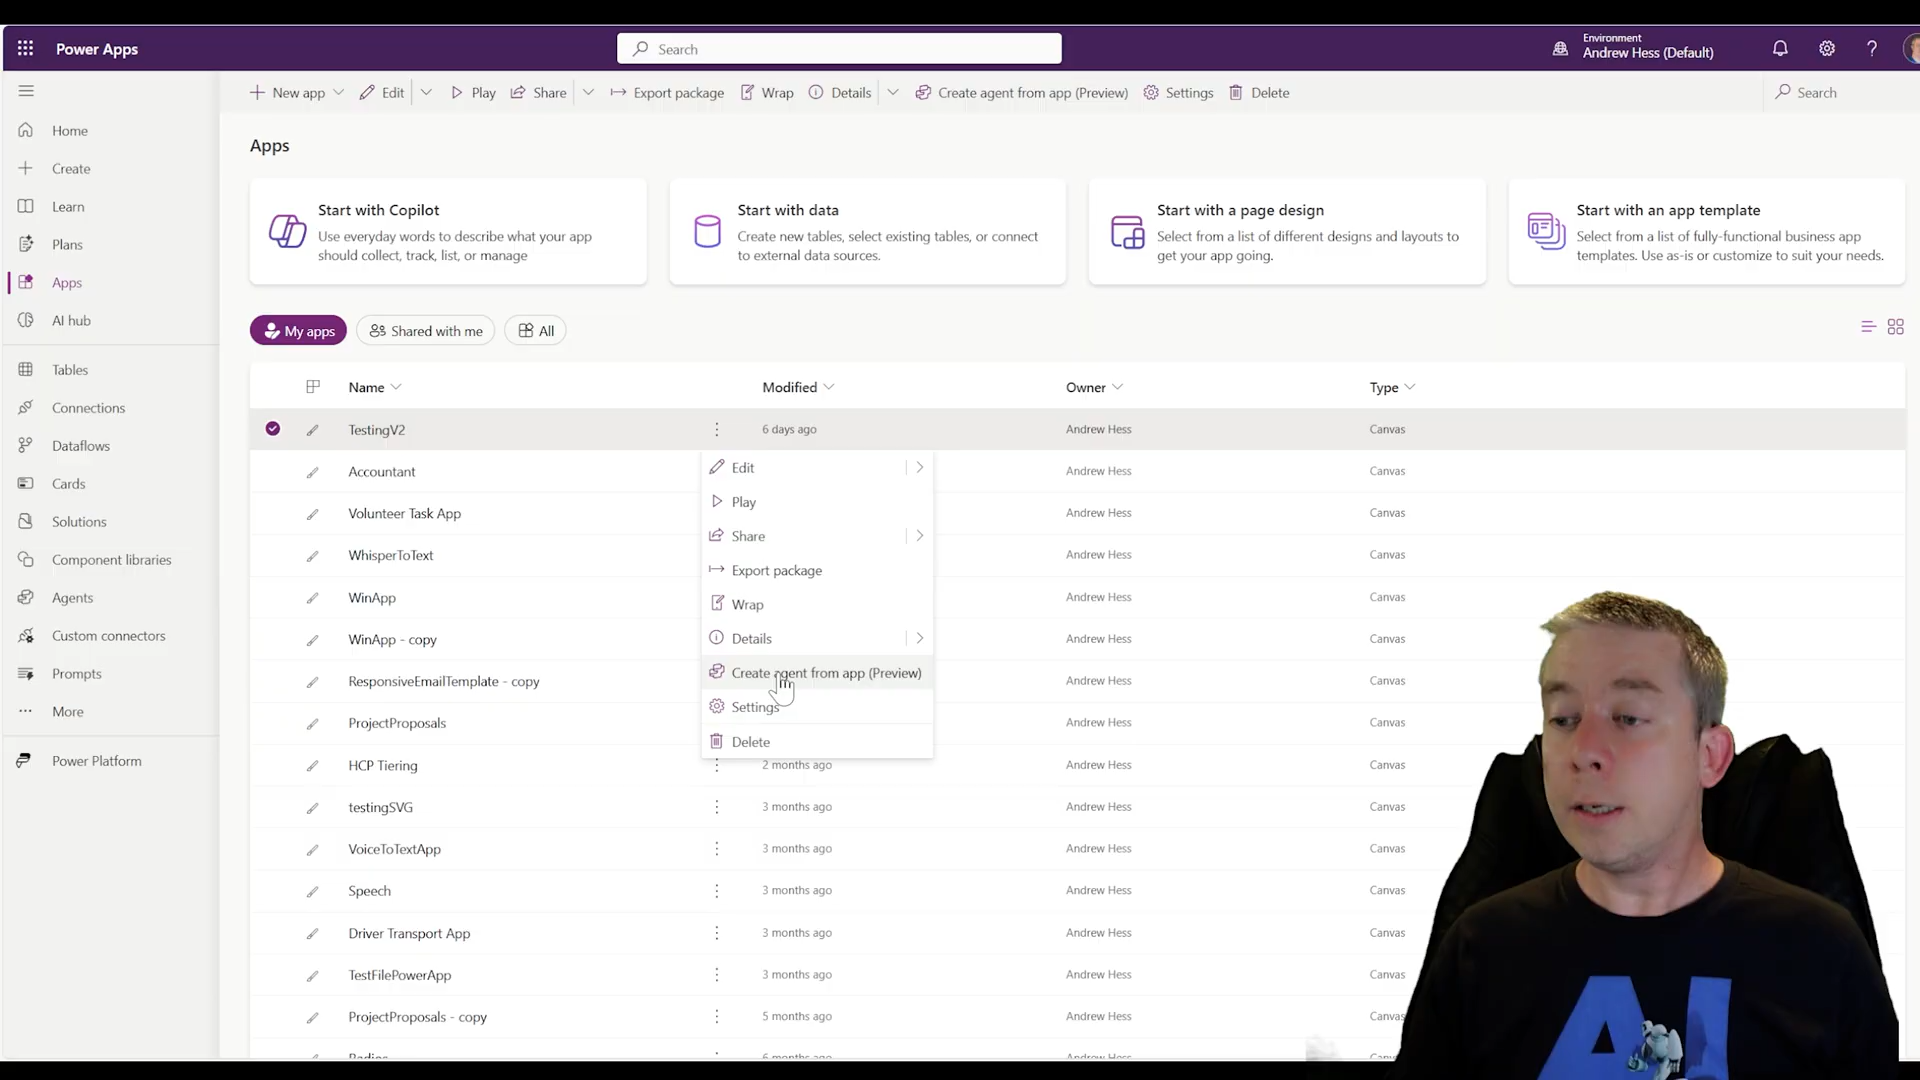 Power Apps
Search
Environment
Andrew Hess (Default)
New app
Edit
Play
Share
Export package
Wrap
Details
Create agent from app (Preview)
Settings
Delete
Search
Home
Create
Learn
Plans
Apps
AI hub
Tables
Connections
Dataflows
Cards
Solutions
Component libraries
Agents
Custom connectors
Prompts
More
Power Platform
Apps
Start with Copilot
Use everyday words to describe what your app
should collect, track, list, or manage
Start with data
Create new tables, select existing tables, or connect
to external data sources.
Start with a page design
Select from a list of different designs and layouts to
get your app going.
Start with an app template
Select from a list of fully-functional business app
templates. Use as-is or customize to suit your needs.
My apps
Shared with me
All
Name Modified Owner Type
TestingV2 6 days ago Andrew Hess Canvas
Accountant Andrew Hess Canvas
Volunteer Task App Andrew Hess Canvas
WhisperToText Andrew Hess Canvas
WinApp Andrew Hess Canvas
WinApp - copy Andrew Hess Canvas
ResponsiveEmailTemplate - copy Andrew Hess Canvas
ProjectProposals Andrew Hess Canvas
HCP Tiering 2 months ago Andrew Hess Canvas
testingSVG 3 months ago Andrew Hess Canvas
VoiceToTextApp 3 months ago Andrew Hess Canvas
Speech 3 months ago Andrew Hess Canvas
Driver Transport App 3 months ago Andrew Hess Canvas
TestFilePowerApp 3 months ago Andrew Hess Canvas
ProjectProposals - copy 5 months ago Andrew Hess Canvas
Edit
Play
Share
Export package
Wrap
Details
Create agent from app (Preview)
Settings
Delete
AI